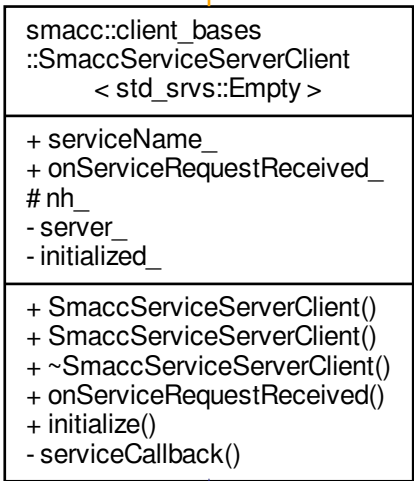 smacc::client_bases
::SmaccServiceServerClient
< std_srvs::Empty >
+ serviceName_
+ onServiceRequestReceived_
# nh_
- server_
- initialized_
+ SmaccServiceServerClient()
+ SmaccServiceServerClient()
+ ~SmaccServiceServerClient()
+ onServiceRequestReceived()
+ initialize()
- serviceCallback()